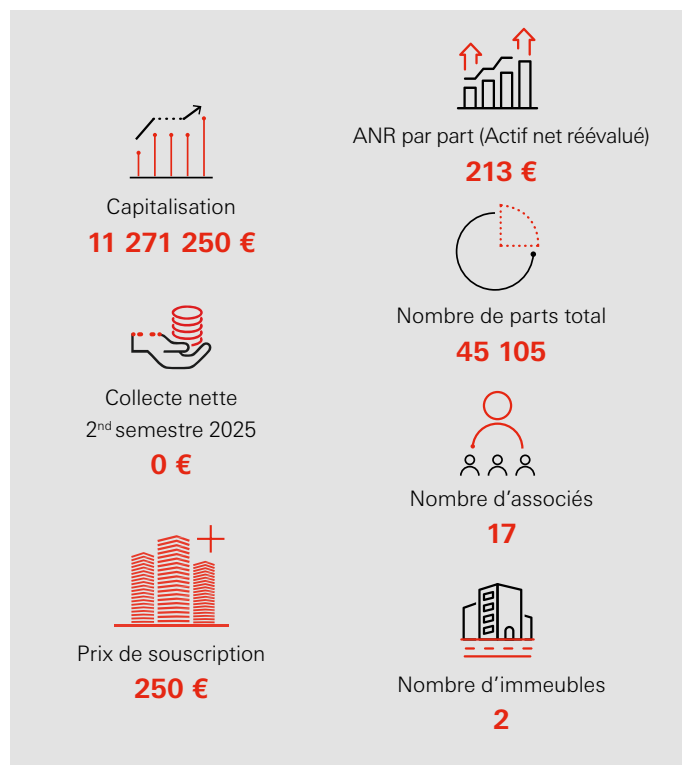 Capitalisation
11 271 250 €
Collecte nette
2nd semestre 2025
0 €
Prix de souscription
250 €
ANR par part (Actif net réévalué)
213 €
Nombre de parts total
45 105
Nombre d'associés
17
Nombre d'immeubles
2